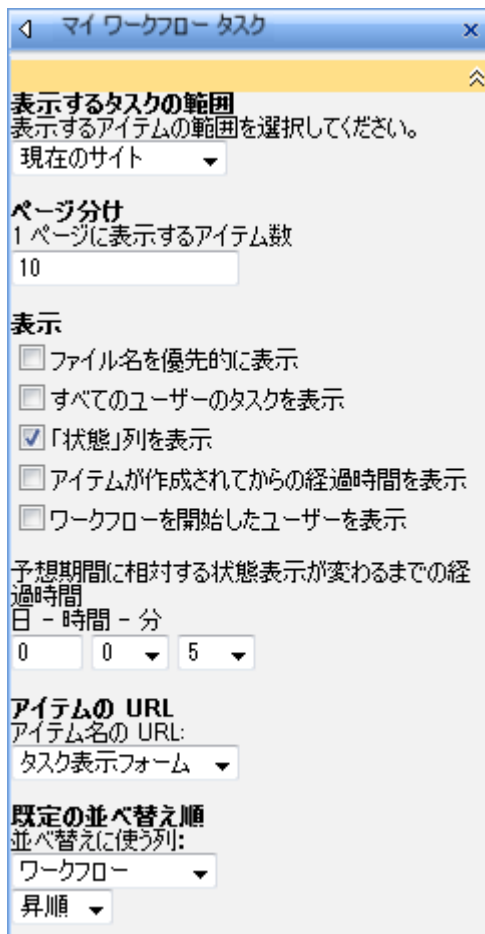 マイ ワークフロー タスク
表示するタスクの範囲
表示するアイテムの範囲を選択してください。
現在のサイト
ページ分け
1 ページに表示するアイテム数
10
表示
ファイル名を優先的に表示
すべてのユーザーのタスクを表示
「状態」列を表示
アイテムが作成されてからの経過時間を表示
ワークフローを開始したユーザーを表示
予想期間に相対する状態表示が変わるまでの経
過時間
日 - 時間 - 分
0 0 5
アイテムの URL
アイテム名の URL:
タスク表示フォーム
既定の並べ替え順
並べ替えに使う列:
ワークフロー
昇順